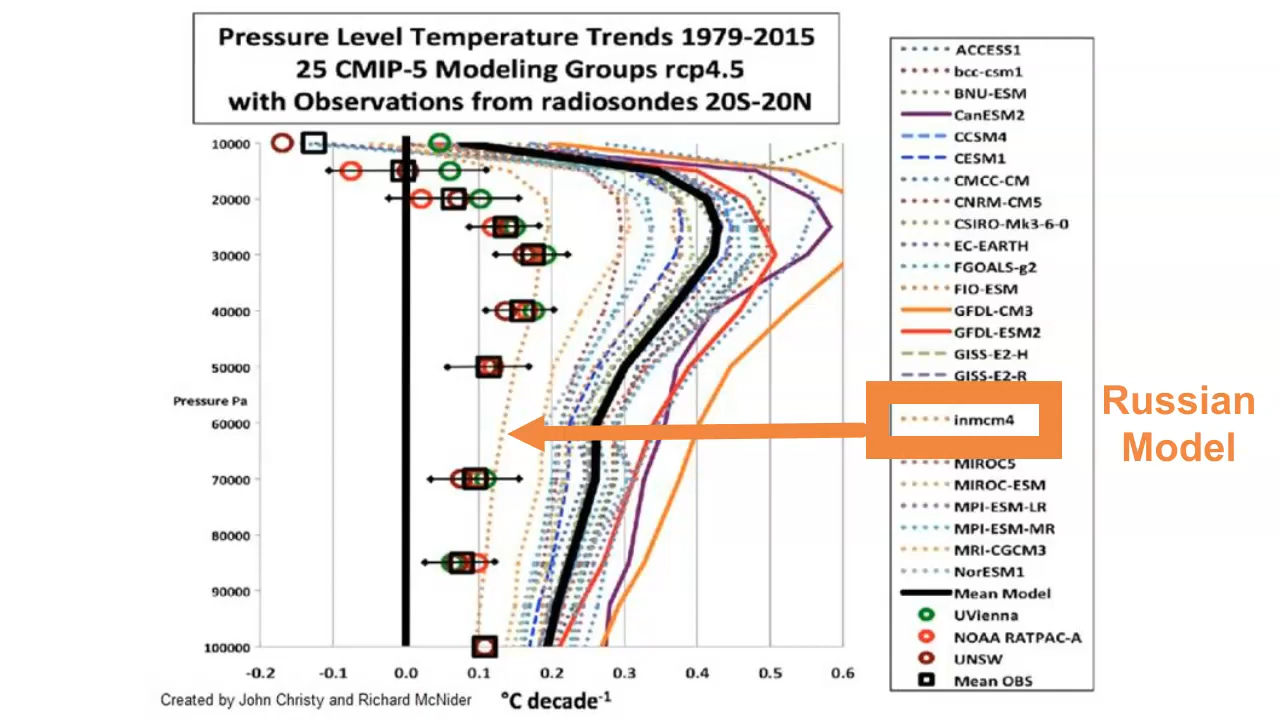 Pressure Level Temperature Trends 1979-2015
25 CMIP-5 Modeling Groups rcp4.5
with Observations from radiosondes 20S-20N
10000
20000
30000
40000
50000
Pressure Pa
60000
70000
80000
90000
100000
-0.2
-0.1
0.0
0.1
0.2
0.3
0.4
0.5
0.6
Created by John Christy and Richard McNider
°C decade-1
ACCESS1
bcc-csm1
BNU-ESM
CanESM2
CCSM4
CESM1
CMCC-CM
CNRM-CM5
CSIRO-Mk3-6-0
EC-EARTH
FGOALS-g2
FIO-ESM
GFDL-CM3
GFDL-ESM2
GISS-E2-H
GISS-E2-R
inmcm4
MIROC5
MIROC-ESM
MPI-ESM-LR
MPI-ESM-MR
MRI-CGCM3
NorESM1
Mean Model
UVienna
NOAA RATPAC-A
UNSW
Mean OBS
Russian
Model